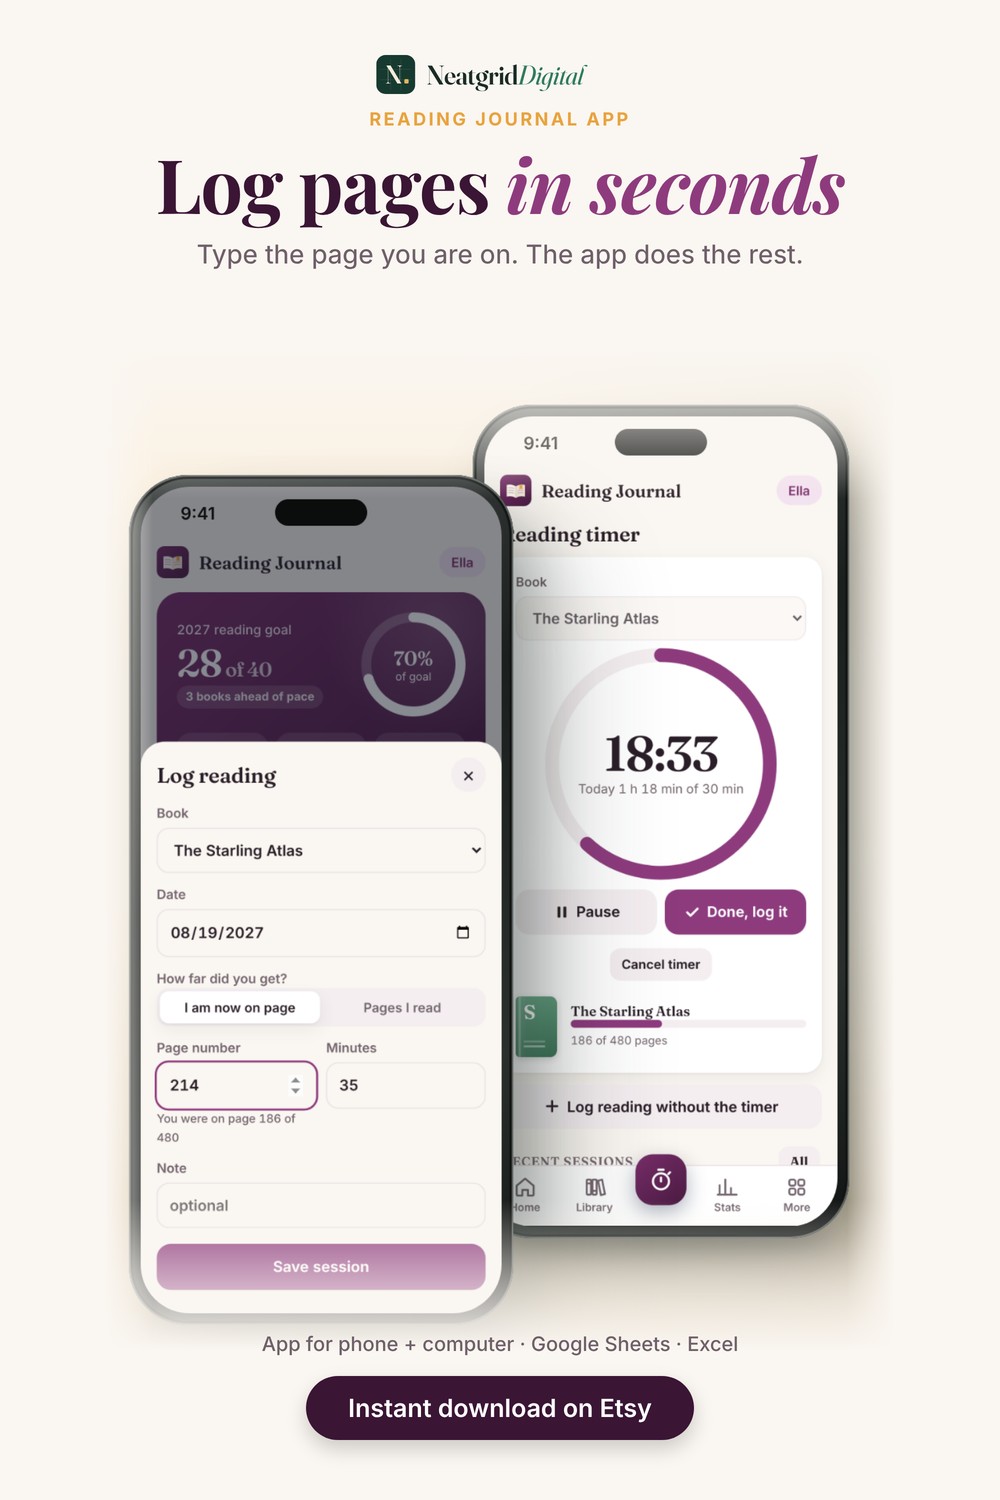 N.
NeatgridDigital
READING JOURNAL APP
Log pages in seconds
Type the page you are on. The app does the rest.
9:41
Reading Journal
Ella
2027 reading goal
28 of 40
3 books ahead of pace
70%
of goal
Log reading
Book
The Starling Atlas
Date
08/19/2027
How far did you get?
I am now on page
Pages I read
Page number
Minutes
214
35
You were on page 186 of
480
Note
optional
Save session
9:41
Reading Journal
Ella
eading timer
Book
The Starling Atlas
18:33
Today 1 h 18 min of 30 min
Pause
Done, log it
Cancel timer
S
The Starling Atlas
186 of 480 pages
+ Log reading without the timer
ECENT SESSIONS
All
Home
Library
Stats
More
App for phone + computer · Google Sheets · Excel
Instant download on Etsy